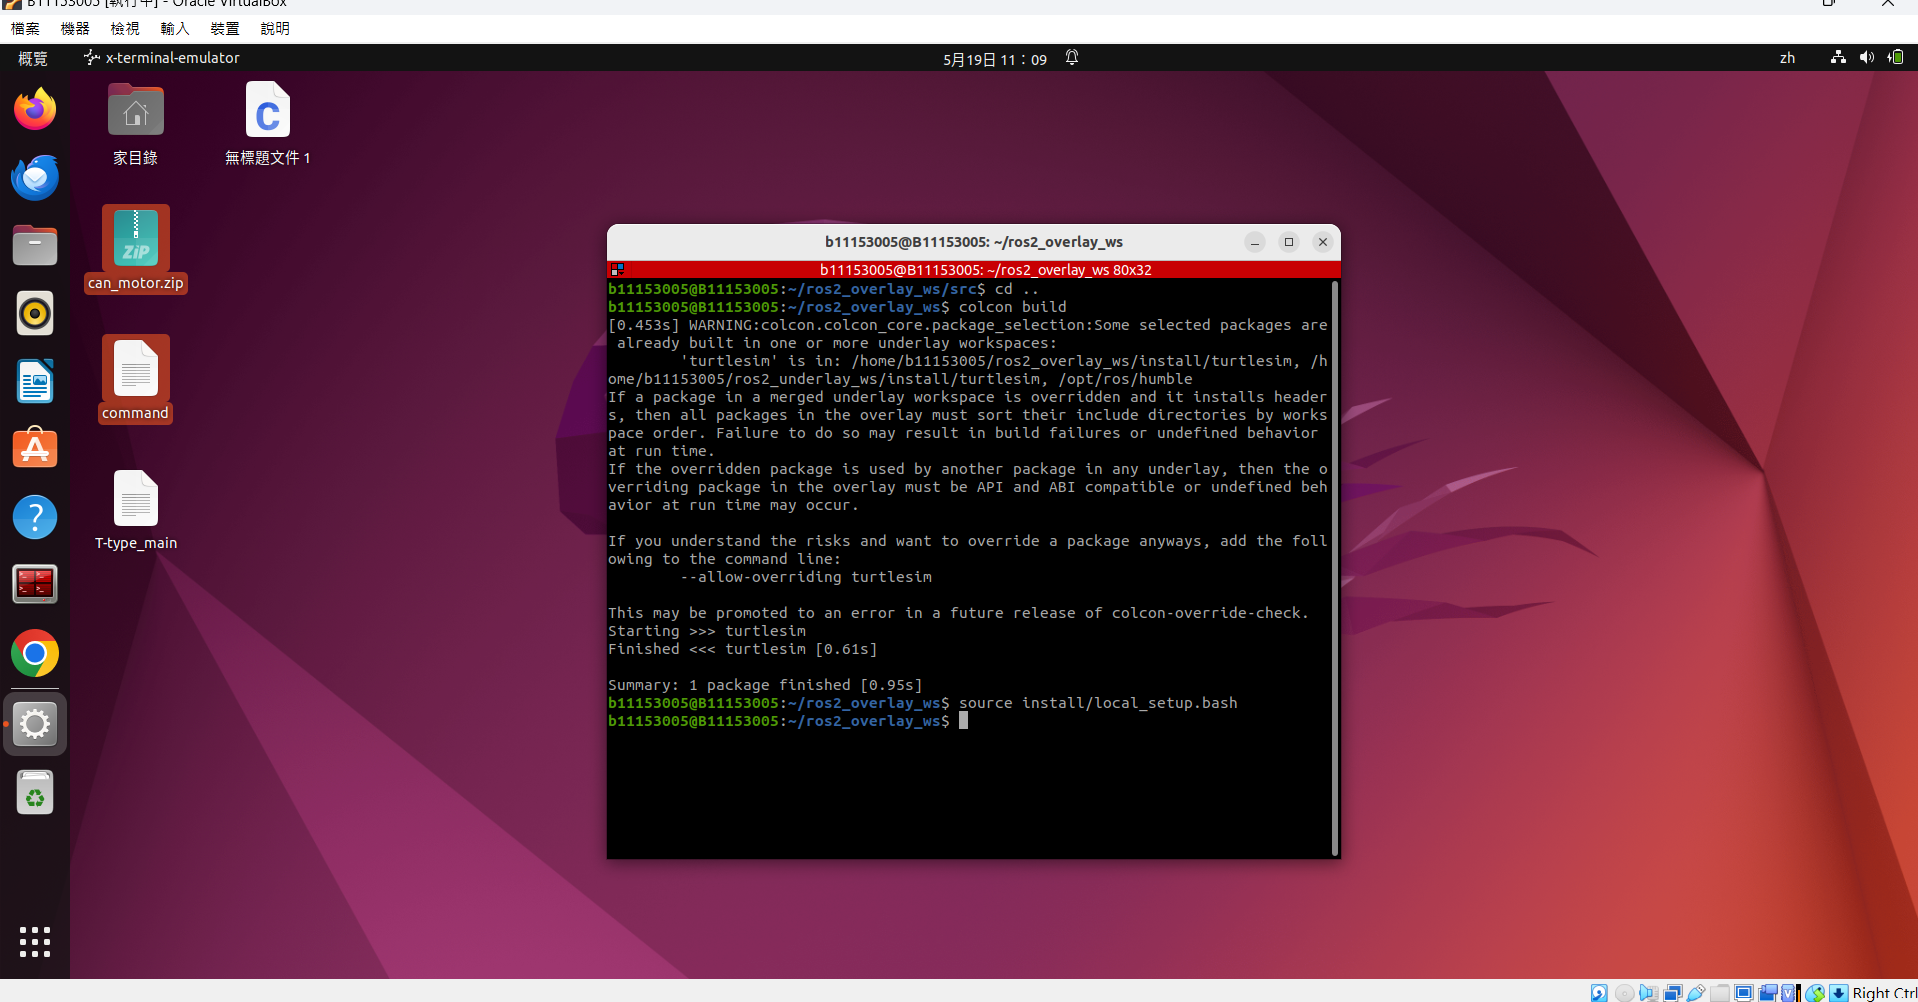 B11153005 [執行中] - Oracle VirtualBox
檔案 機器 檢視 輸入 裝置 說明
概覽 x-terminal-emulator 5月19日 11：09 zh
家目錄
C
無標題文件 1
ZIP
can_motor.zip
command
T-type_main
b11153005@B11153005: ~/ros2_overlay_ws
b11153005@B11153005: ~/ros2_overlay_ws 80x32
b11153005@B11153005:~/ros2_overlay_ws/src$ cd ..
b11153005@B11153005:~/ros2_overlay_ws$ colcon build
[0.453s] WARNING:colcon.colcon_core.package_selection:Some selected packages are
already built in one or more underlay workspaces:
'turtlesim' is in: /home/b11153005/ros2_overlay_ws/install/turtlesim, /h
ome/b11153005/ros2_underlay_ws/install/turtlesim, /opt/ros/humble
If a package in a merged underlay workspace is overridden and it installs header
s, then all packages in the overlay must sort their include directories by works
pace order. Failure to do so may result in build failures or undefined behavior
at run time.
If the overridden package is used by another package in any underlay, then the o
verriding package in the overlay must be API and ABI compatible or undefined beh
avior at run time may occur.
If you understand the risks and want to override a package anyways, add the foll
owing to the command line:
--allow-overriding turtlesim
This may be promoted to an error in a future release of colcon-override-check.
Starting >>> turtlesim
Finished <<< turtlesim [0.61s]
Summary: 1 package finished [0.95s]
b11153005@B11153005:~/ros2_overlay_ws$ source install/local_setup.bash
b11153005@B11153005:~/ros2_overlay_ws$
Right Ctrl